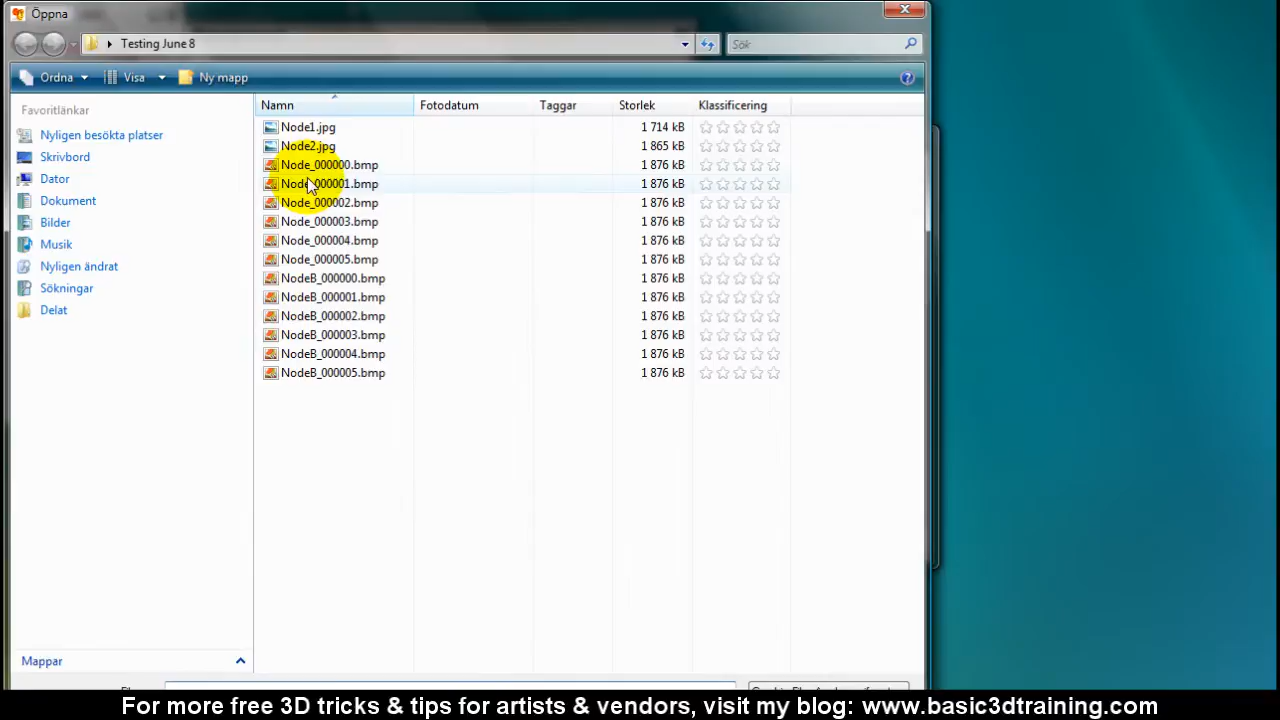 Öppna
Testing June 8
Sök
Ordna
Visa
Ny mapp
Favoritlänkar
Nyligen besökta platser
Skrivbord
Dator
Dokument
Bilder
Musik
Nyligen ändrat
Sökningar
Delat
Mappar
Namn Fotodatum Taggar Storlek Klassificering
Node1.jpg 1 714 kB
Node2.jpg 1 865 kB
Node_000000.bmp 1 876 kB
Node_000001.bmp 1 876 kB
Node_000002.bmp 1 876 kB
Node_000003.bmp 1 876 kB
Node_000004.bmp 1 876 kB
Node_000005.bmp 1 876 kB
NodeB_000000.bmp 1 876 kB
NodeB_000001.bmp 1 876 kB
NodeB_000002.bmp 1 876 kB
NodeB_000003.bmp 1 876 kB
NodeB_000004.bmp 1 876 kB
NodeB_000005.bmp 1 876 kB
For more free 3D tricks & tips for artists & vendors, visit my blog: www.basic3dtraining.com